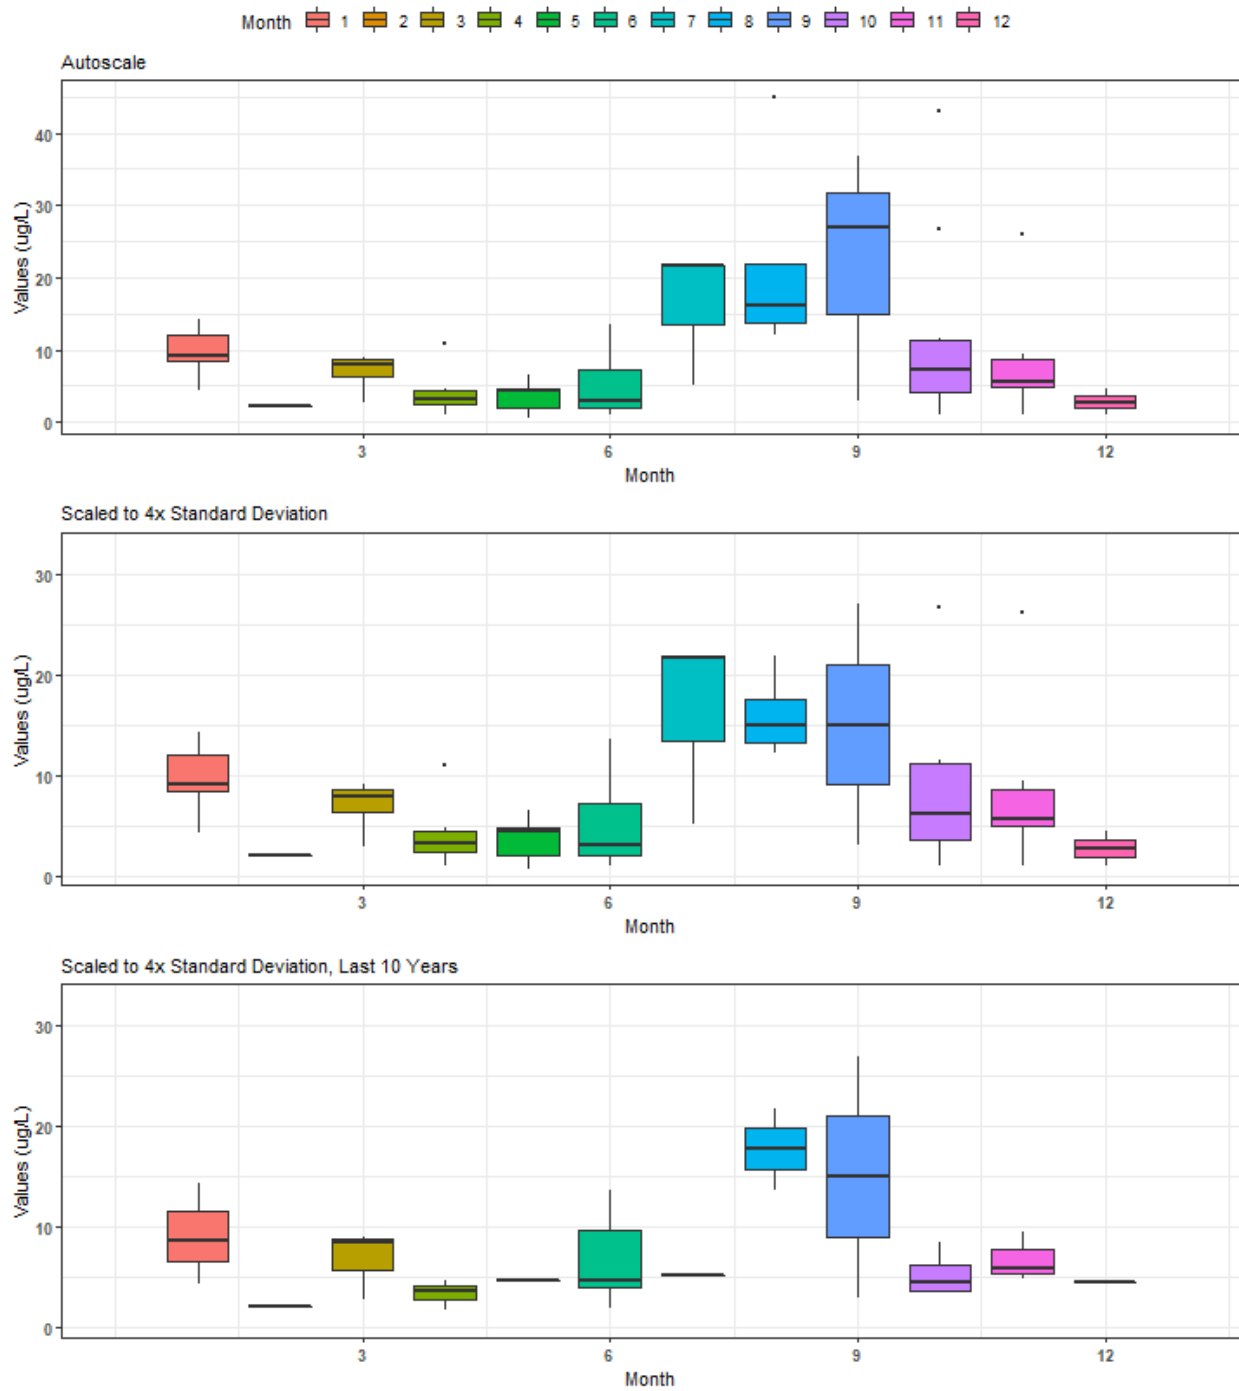 Month 1 2 3 4 5 6 7 8 9 10 11 12
Autoscale
Values (ug/L)
40
30
20
10
0
3 6 9 12
Month
Scaled to 4x Standard Deviation
Values (ug/L)
30
20
10
0
3 6 9 12
Month
Scaled to 4x Standard Deviation, Last 10 Years
Values (ug/L)
30
20
10
0
3 6 9 12
Month